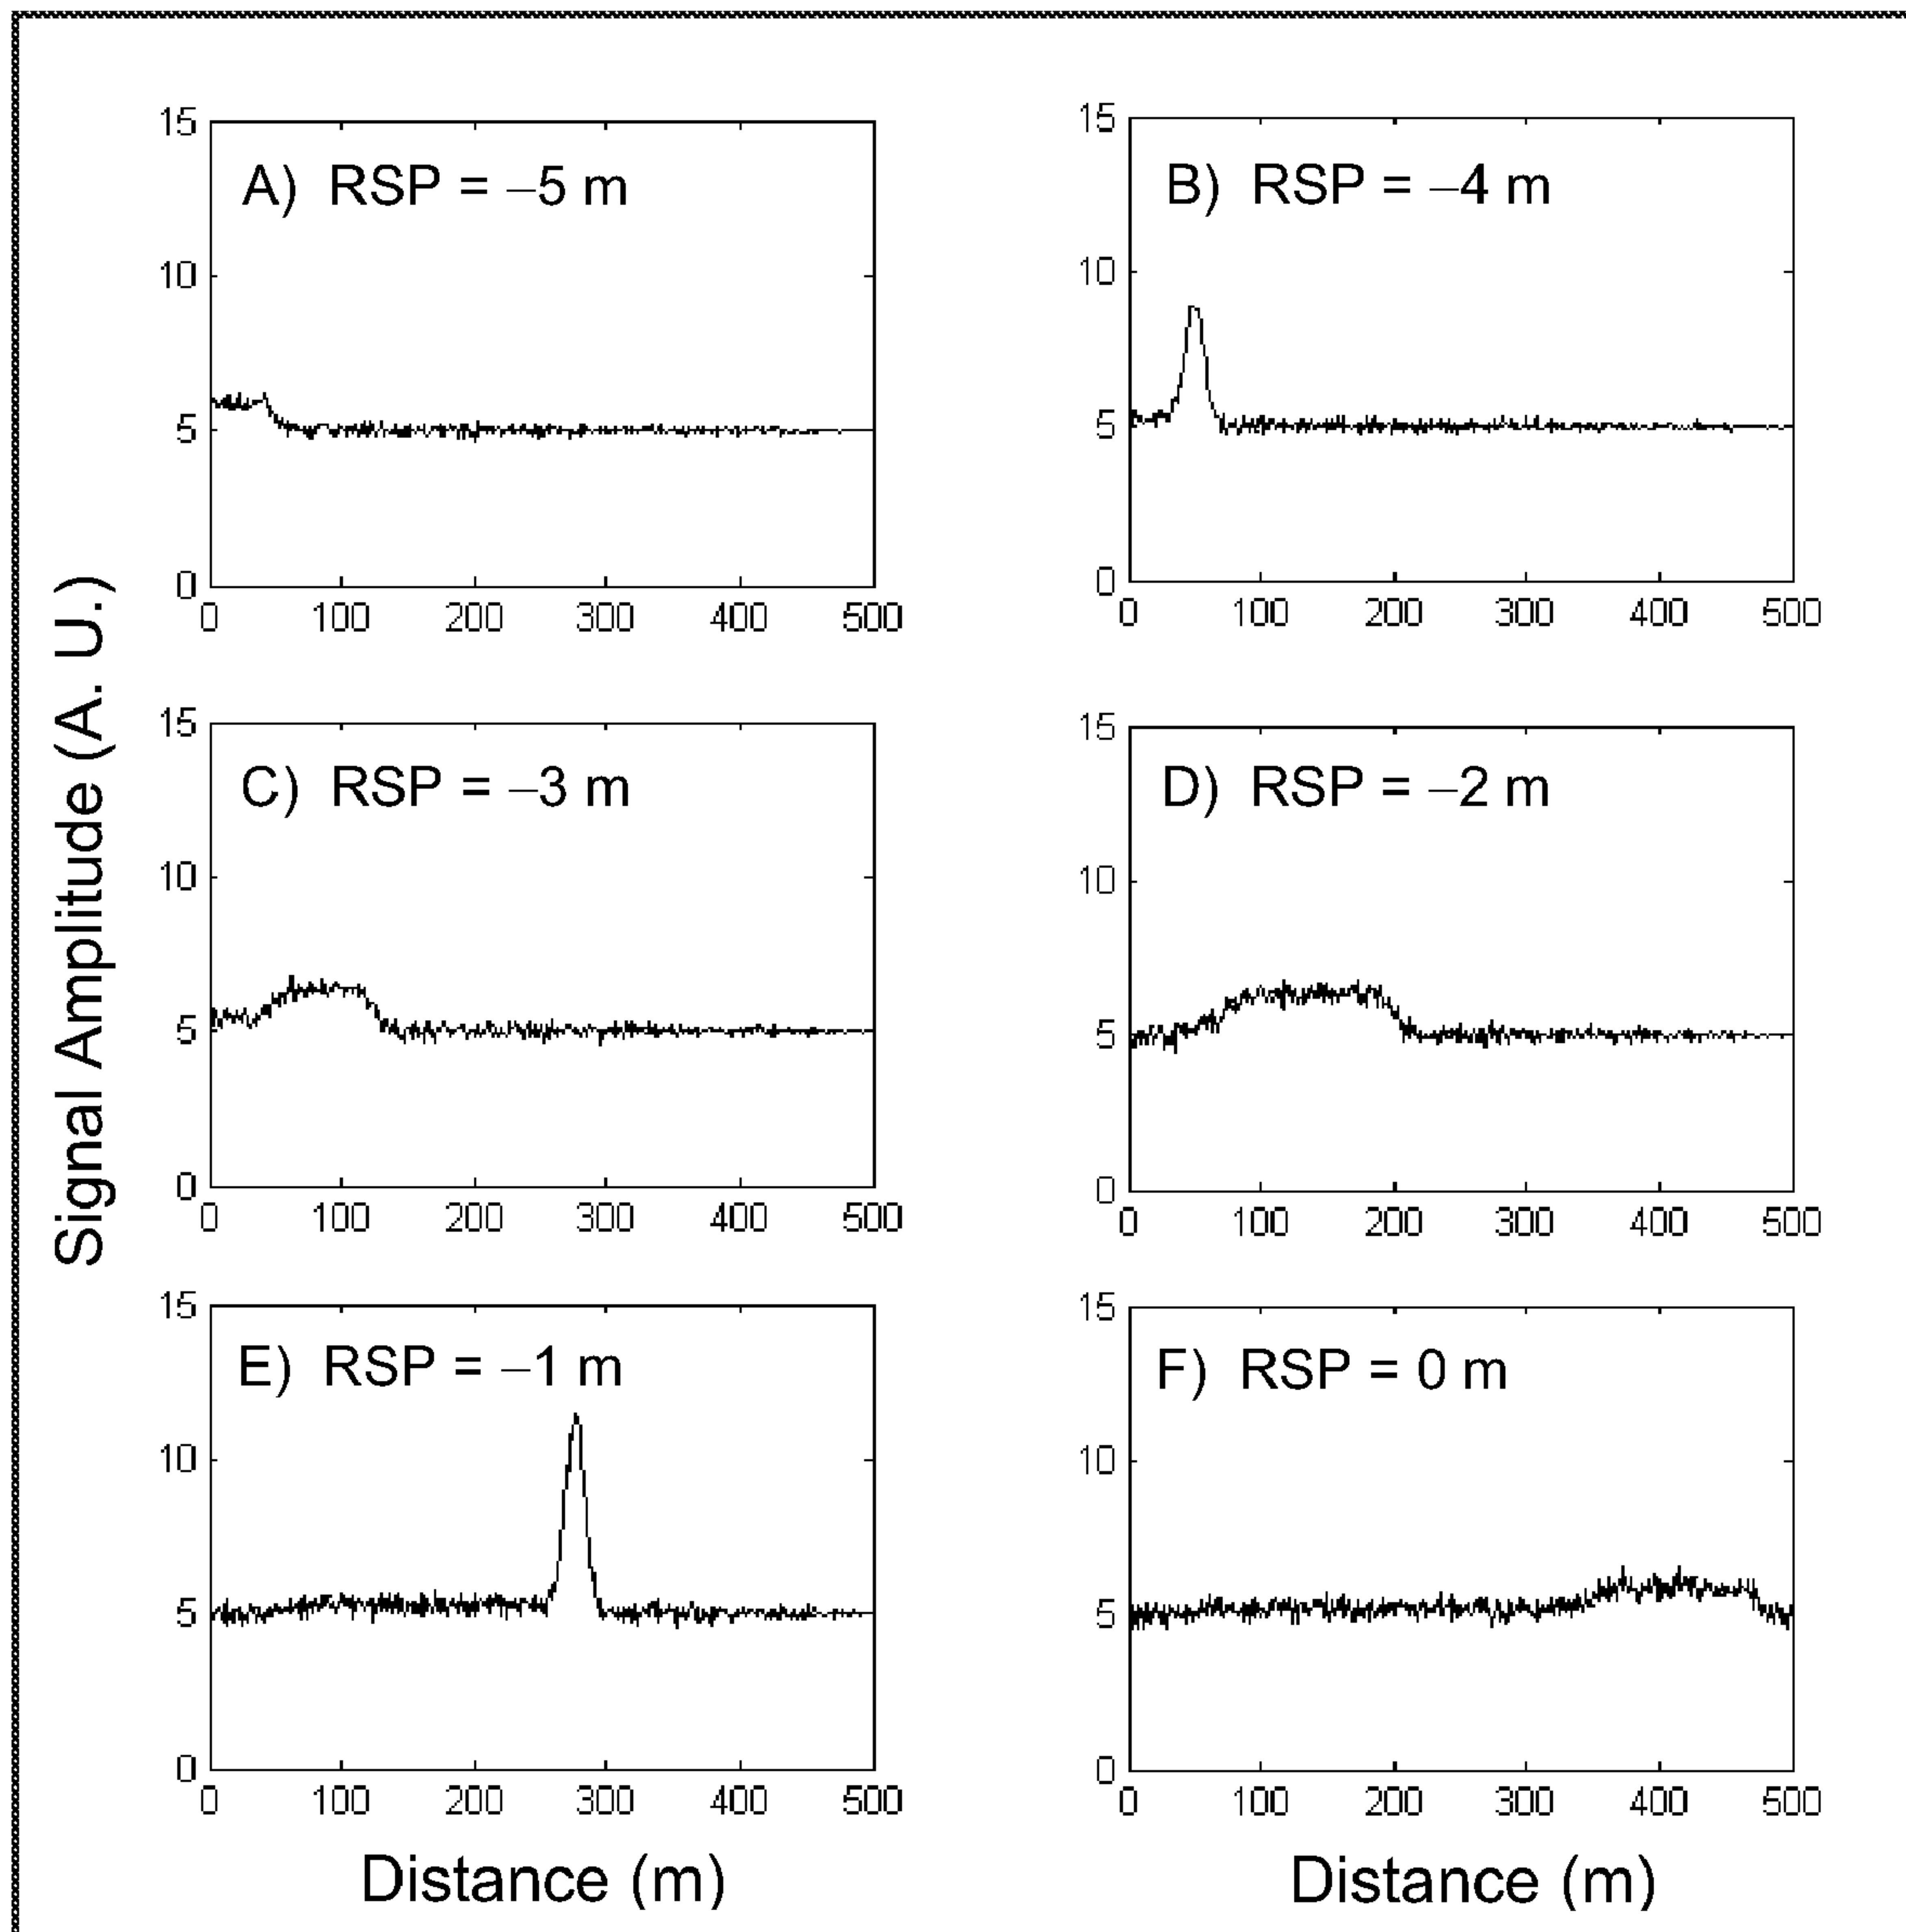 Signal Amplitude (A. U.)
A) RSP = –5 m
15
10
5
0
0 100 200 300 400 500
B) RSP = –4 m
15
10
5
0
0 100 200 300 400 500
C) RSP = –3 m
15
10
5
0
0 100 200 300 400 500
D) RSP = –2 m
15
10
5
0
0 100 200 300 400 500
E) RSP = –1 m
15
10
5
0
0 100 200 300 400 500
Distance (m)
F) RSP = 0 m
15
10
5
0
0 100 200 300 400 500
Distance (m)